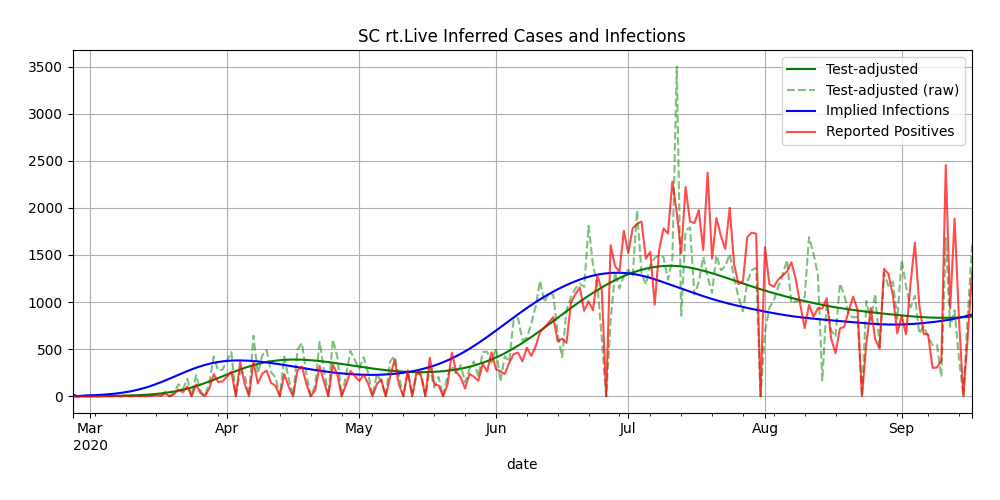 SC rt.Live Inferred Cases and Infections
3500
3000
2500
2000
1500
1000
500
0
Test-adjusted
Test-adjusted (raw)
Implied Infections
Reported Positives
Mar Apr May Jun Jul Aug Sep
2020
date